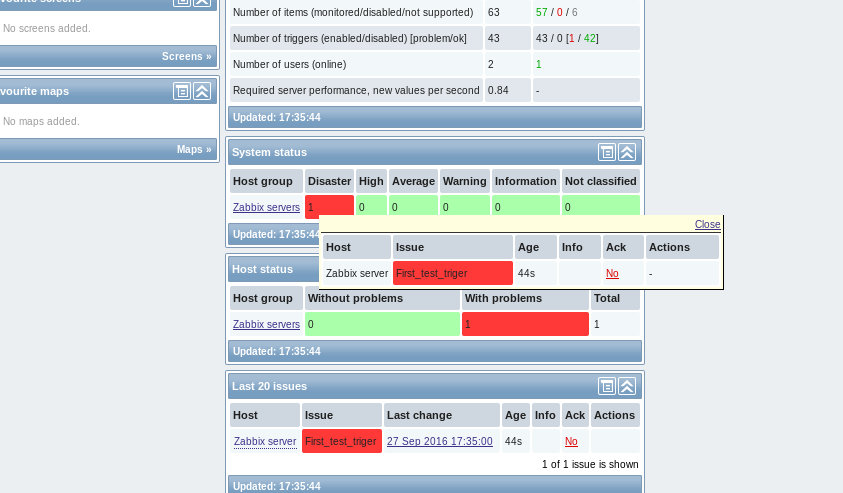 vourite screens
No screens added.
Screens »
vourite maps
No maps added.
Maps »
Number of items (monitored/disabled/not supported) 63 57 / 0 / 6
Number of triggers (enabled/disabled) [problem/ok] 43 43 / 0 [1 / 42]
Number of users (online) 2 1
Required server performance, new values per second 0.84 -
Updated: 17:35:44
System status
Host group Disaster High Average Warning Information Not classified
Zabbix servers 1 0 0 0 0 0
Updated: 17:35:44
Close
Host Issue Age Info Ack Actions
Zabbix server First_test_triger 44s No -
Host status
Host group Without problems With problems Total
Zabbix servers 0 1 1
Updated: 17:35:44
Last 20 issues
Host Issue Last change Age Info Ack Actions
Zabbix server First_test_triger 27 Sep 2016 17:35:00 44s No
1 of 1 issue is shown
Updated: 17:35:44